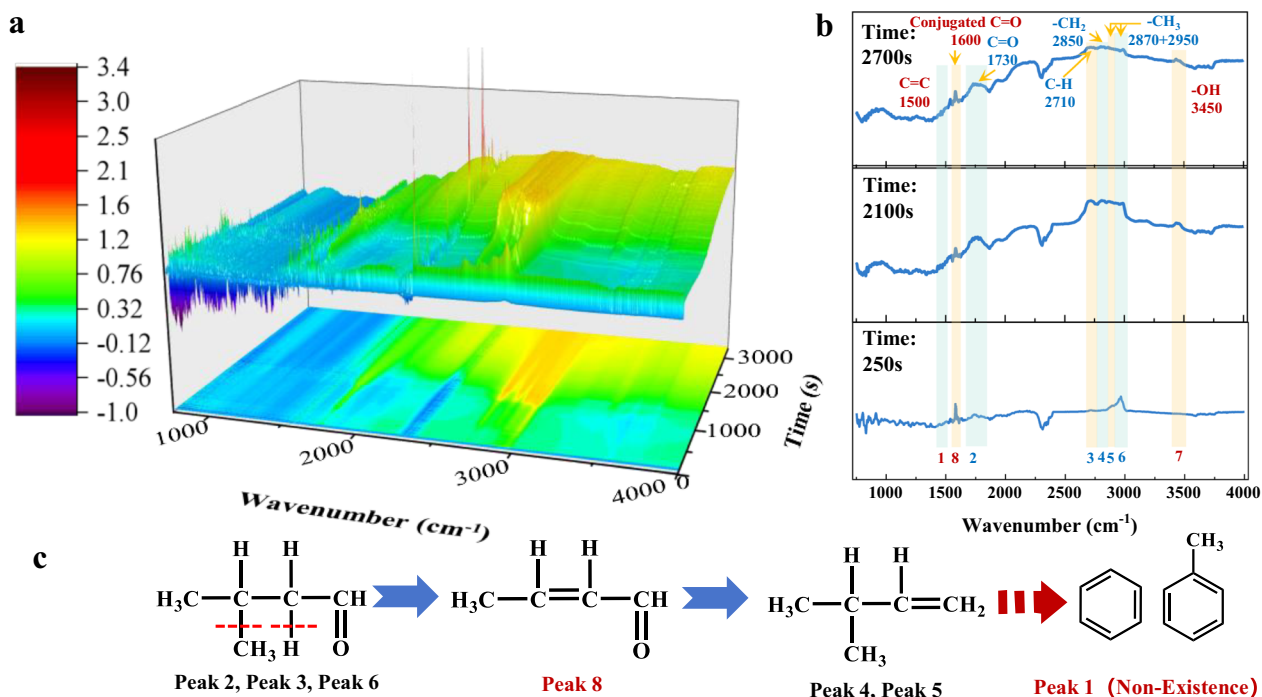 a
3.4
3.0
2.5
2.1
1.6
1.2
0.76
0.32
-0.12
-0.56
-1.0
1000
2000
3000
4000
0
1000
2000
3000
Wavenumber (cm-1)
Time (s)
b
Time:
2700s
Conjugated C=O
1600
C=O
1730
C=C
1500
-CH2
2850
-CH3
2870+2950
C-H
2710
-OH
3450
Time:
2100s
Time:
250s
1 8 2 3 4 5 6 7
1000 1500 2000 2500 3000 3500 4000
Wavenumber (cm-1)
c
H H
H3C C C CH
CH3 H O
Peak 2, Peak 3, Peak 6
H H
H3C C C CH
O
Peak 8
H H
H3C C C CH2
CH3
Peak 4, Peak 5
CH3
Peak 1 (Non-Existence)